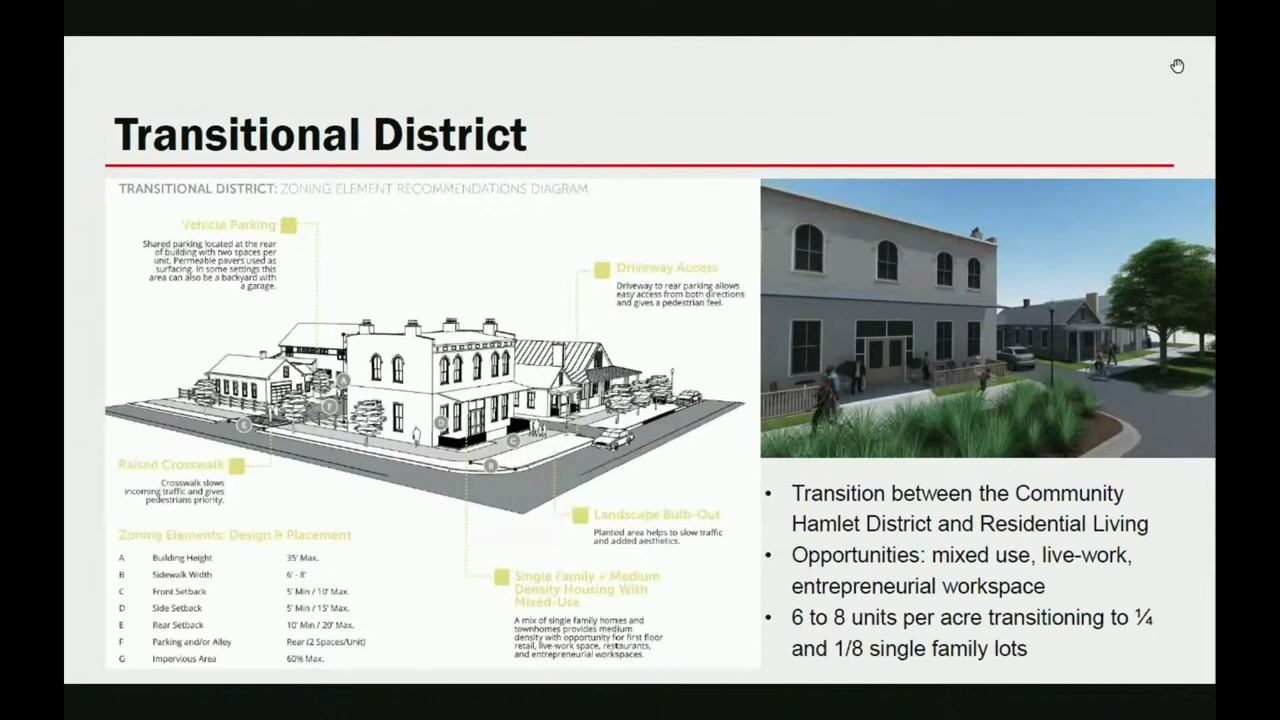 Transitional District
TRANSITIONAL DISTRICT: ZONING ELEMENT RECOMMENDATIONS DIAGRAM
Vehicle Parking
Shared parking located at the rear
of building with two spaces per
unit. Permeable pavers used as
surfacing. In some settings this
area can also be a backyard with
a garage.
Driveway Access
Driveway to rear parking allows
easy access from both directions
and gives a pedestrian feel.
A
F
E
D
C
B
Raised Crosswalk
Crosswalk slows
incoming traffic and gives
pedestrians priority.
Landscape Bulb-Out
Planted area helps to slow traffic
and added aesthetics.
Single Family + Medium
Density Housing With
Mixed-Use
A mix of single family homes and
townhomes provides medium
density with opportunity for first floor
retail, live-work space, restaurants,
and entrepreneurial workspaces.
Zoning Elements: Design & Placement
A Building Height 35' Max.
B Sidewalk Width 6' - 8'
C Front Setback 5' Min / 10' Max.
D Side Setback 5' Min / 15' Max.
E Rear Setback 10' Min / 20' Max.
F Parking and/or Alley Rear (2 Spaces/Unit)
G Impervious Area 60% Max.
• Transition between the Community
Hamlet District and Residential Living
• Opportunities: mixed use, live-work,
entrepreneurial workspace
• 6 to 8 units per acre transitioning to ¼
and 1/8 single family lots